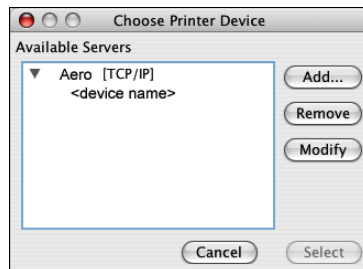 Choose Printer Device
Available Servers
Aero [TCP/IP]
<device name>
Add...
Remove
Modify
Cancel
Select